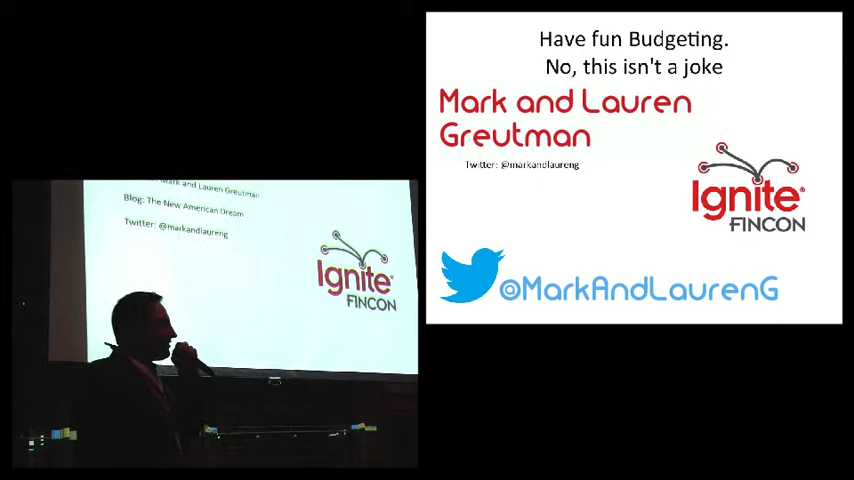 Have fun Budgeting.
No, this isn't a joke
Mark and Lauren
Greutman
Twitter: @markandlaureng
Ignite®
FINCON
@MarkAndLaurenG
Mark and Lauren Greutman
Blog: The New American Dream
Twitter: @markandlaureng
Ignite®
FINCON